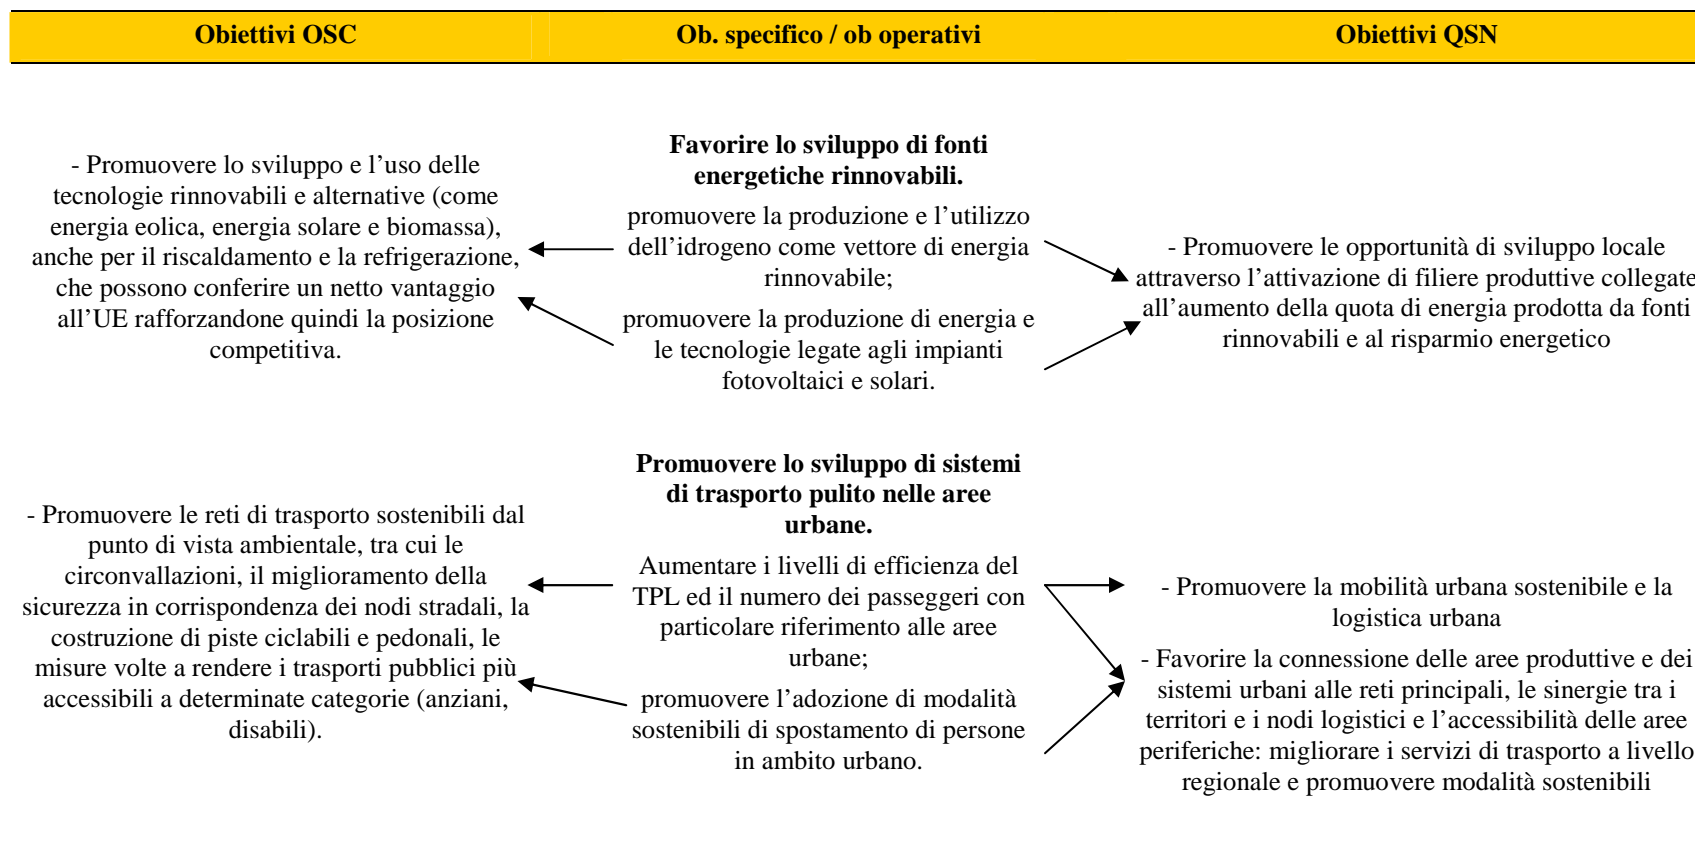 Obiettivi OSC
Ob. specifico / ob operativi
Obiettivi QSN
- Promuovere lo sviluppo e l’uso delle
tecnologie rinnovabili e alternative (come
energia eolica, energia solare e biomassa),
anche per il riscaldamento e la refrigerazione,
che possono conferire un netto vantaggio
all’UE rafforzandone quindi la posizione
competitiva.
Favorire lo sviluppo di fonti
energetiche rinnovabili.
promuovere la produzione e l’utilizzo
dell’idrogeno come vettore di energia
rinnovabile;
promuovere la produzione di energia e
le tecnologie legate agli impianti
fotovoltaici e solari.
- Promuovere le opportunità di sviluppo locale
attraverso l’attivazione di filiere produttive collegate
all’aumento della quota di energia prodotta da fonti
rinnovabili e al risparmio energetico
- Promuovere le reti di trasporto sostenibili dal
punto di vista ambientale, tra cui le
circonvallazioni, il miglioramento della
sicurezza in corrispondenza dei nodi stradali, la
costruzione di piste ciclabili e pedonali, le
misure volte a rendere i trasporti pubblici più
accessibili a determinate categorie (anziani,
disabili).
Promuovere lo sviluppo di sistemi
di trasporto pulito nelle aree
urbane.
Aumentare i livelli di efficienza del
TPL ed il numero dei passeggeri con
particolare riferimento alle aree
urbane;
promuovere l’adozione di modalità
sostenibili di spostamento di persone
in ambito urbano.
- Promuovere la mobilità urbana sostenibile e la
logistica urbana
- Favorire la connessione delle aree produttive e dei
sistemi urbani alle reti principali, le sinergie tra i
territori e i nodi logistici e l’accessibilità delle aree
periferiche: migliorare i servizi di trasporto a livello
regionale e promuovere modalità sostenibili